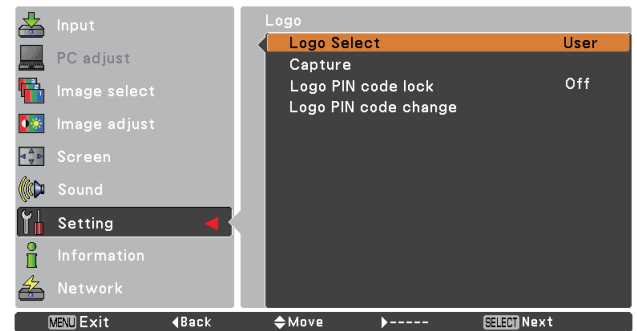 Input
PC adjust
Image select
Image adjust
Screen
Sound
Setting
Information
Network
Logo
Logo Select User
Capture
Logo PIN code lock Off
Logo PIN code change
MENU Exit Back Move ----- SELECT Next